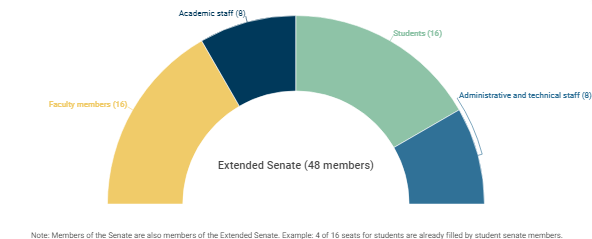 Academic staff (8)
Students (16)
Administrative and technical staff (8)
Faculty members (16)
Extended Senate (48 members)
Note: Members of the Senate are also members of the Extended Senate. Example: 4 of 16 seats for students are already filled by student senate members.